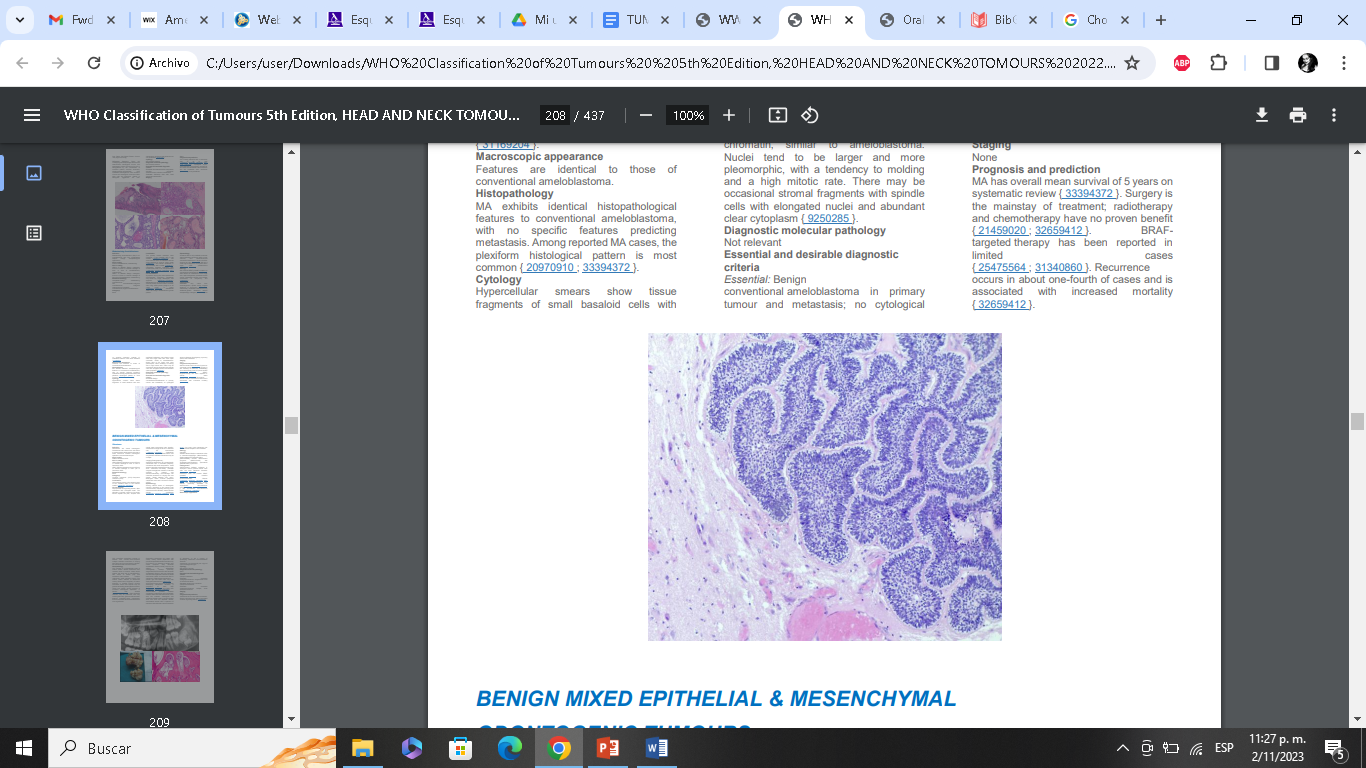 Fwd
Ame
Web
Esqu
Esqu
Mi u
TUM
WW
WH
Oral
BibC
Cho
Archivo
C:/Users/user/Downloads/WHO%20Classification%20of%20Tumours%20%205th%20Edition,%20HEAD%20AND%20NECK%20TOMOURS%202022....
ABP
WHO Classification of Tumours 5th Edition, HEAD AND NECK TOMOU...
208 / 437
100%
207
208
209
{ 31169204 }.
Macroscopic appearance
Features are identical to those of
conventional ameloblastoma.
Histopathology
MA exhibits identical histopathological
features to conventional ameloblastoma,
with no specific features predicting
metastasis. Among reported MA cases, the
plexiform histological pattern is most
common { 20970910 ; 33394372 }.
Cytology
Hypercellular smears show tissue
fragments of small basaloid cells with
chromatin, similar to ameloblastoma.
Nuclei tend to be larger and more
pleomorphic, with a tendency to molding
and a high mitotic rate. There may be
occasional stromal fragments with spindle
cells with elongated nuclei and abundant
clear cytoplasm { 9250285 }.
Diagnostic molecular pathology
Not relevant
Essential and desirable diagnostic
criteria
Essential: Benign
conventional ameloblastoma in primary
tumour and metastasis; no cytological
Staging
None
Prognosis and prediction
MA has overall mean survival of 5 years on
systematic review { 33394372 }. Surgery is
the mainstay of treatment; radiotherapy
and chemotherapy have no proven benefit
{ 21459020 ; 32659412 }. BRAF-
targeted therapy has been reported in
limited cases
{ 25475564 ; 31340860 }. Recurrence
occurs in about one-fourth of cases and is
associated with increased mortality
{ 32659412 }.
BENIGN MIXED EPITHELIAL & MESENCHYMAL
ODONTOGENIC TUMOURS
Buscar
ESP
11:27 p. m.
2/11/2023
5